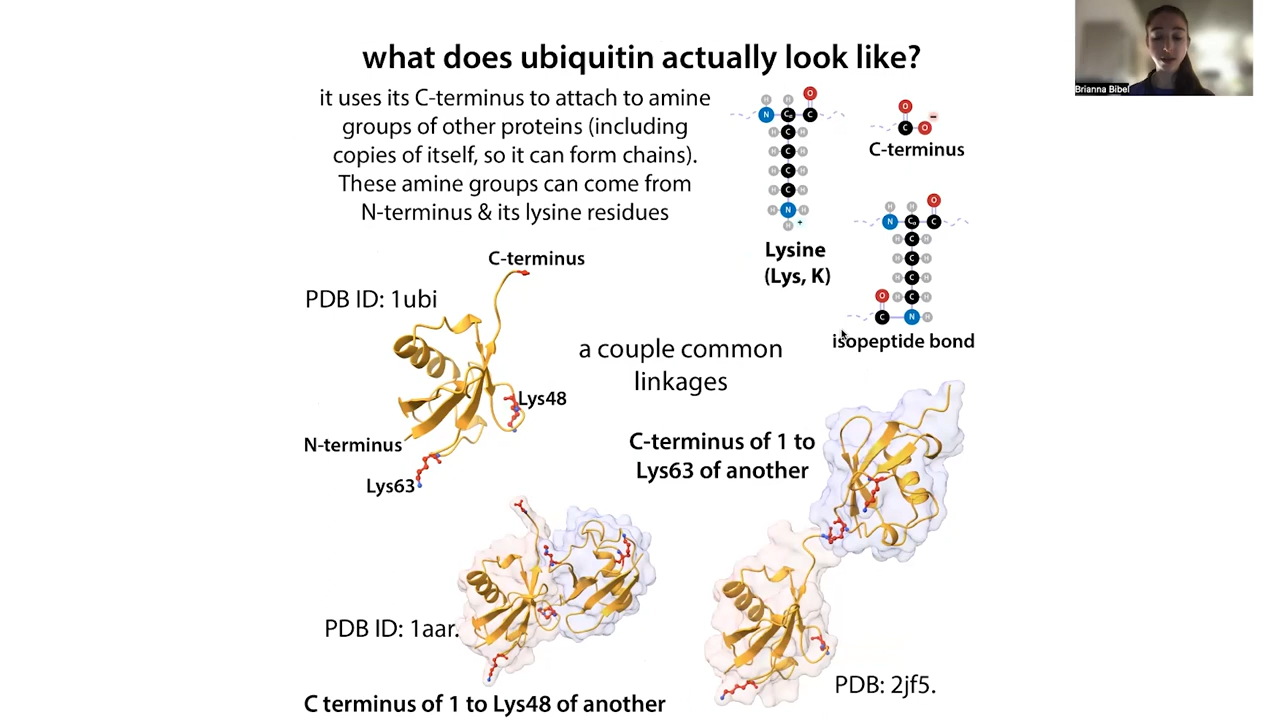 what does ubiquitin actually look like?
it uses its C-terminus to attach to amine
groups of other proteins (including
copies of itself, so it can form chains).
These amine groups can come from
N-terminus & its lysine residues
H H O
N Cα C
H C H
H C H
H C H
H C H
H N H
H +
Lysine
(Lys, K)
O
C O −
C-terminus
H H O
N Cα C
H C H
H C H
H C H
O H C H
C N H
isopeptide bond
Brianna Bibel
C-terminus
PDB ID: 1ubi
Lys48
N-terminus
Lys63
a couple common
linkages
C-terminus of 1 to
Lys63 of another
PDB ID: 1aar.
C terminus of 1 to Lys48 of another
PDB: 2jf5.